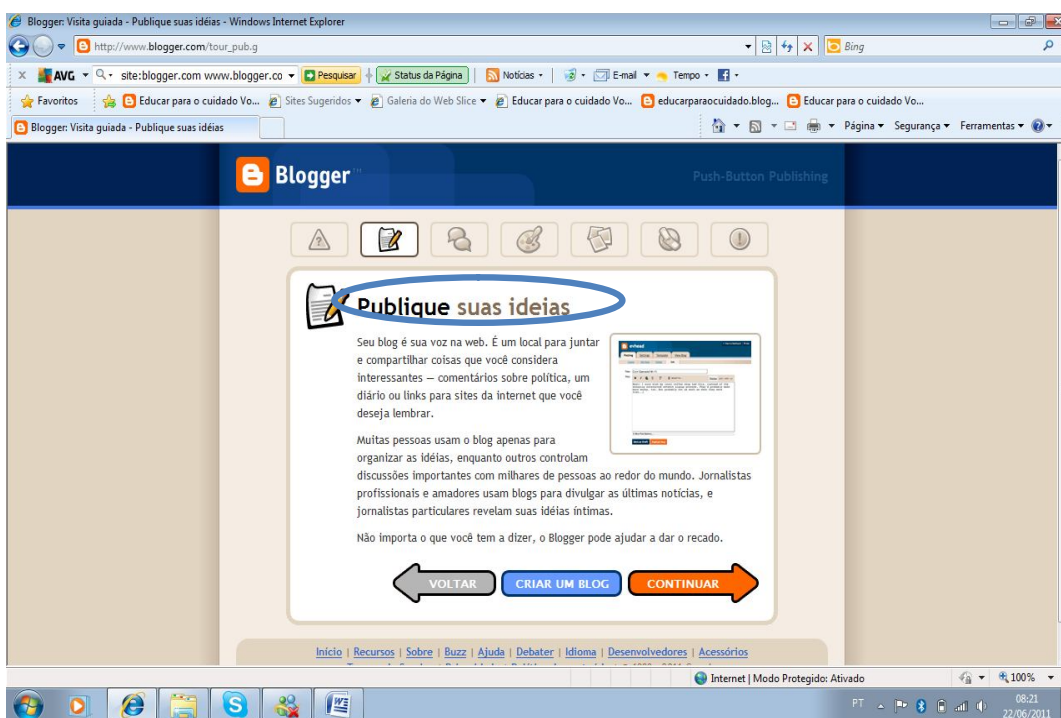 Blogger: Visita guiada - Publique suas idéias - Windows Internet Explorer
http://www.blogger.com/tour_pub.g
Bing
AVG
site:blogger.com www.blogger.co
Pesquisar
Status da Página
Notícias
E-mail
Tempo
Favoritos
Educar para o cuidado Vo...
Sites Sugeridos
Galeria do Web Slice
Educar para o cuidado Vo...
educarparaocuidado.blog...
Educar para o cuidado Vo...
Blogger: Visita guiada - Publique suas idéias
Página
Segurança
Ferramentas
Blogger™
Push-Button Publishing
Publique suas ideias
Seu blog é sua voz na web. É um local para juntar
e compartilhar coisas que você considera
interessantes — comentários sobre política, um
diário ou links para sites da internet que você
deseja lembrar.
Muitas pessoas usam o blog apenas para
organizar as idéias, enquanto outros controlam
discussões importantes com milhares de pessoas ao redor do mundo. Jornalistas
profissionais e amadores usam blogs para divulgar as últimas notícias, e
jornalistas particulares revelam suas idéias íntimas.
Não importa o que você tem a dizer, o Blogger pode ajudar a dar o recado.
VOLTAR
CRIAR UM BLOG
CONTINUAR
Início | Recursos | Sobre | Buzz | Ajuda | Debater | Idioma | Desenvolvedores | Acessórios
Internet | Modo Protegido: Ativado
100%
PT
08:21
22/06/2011